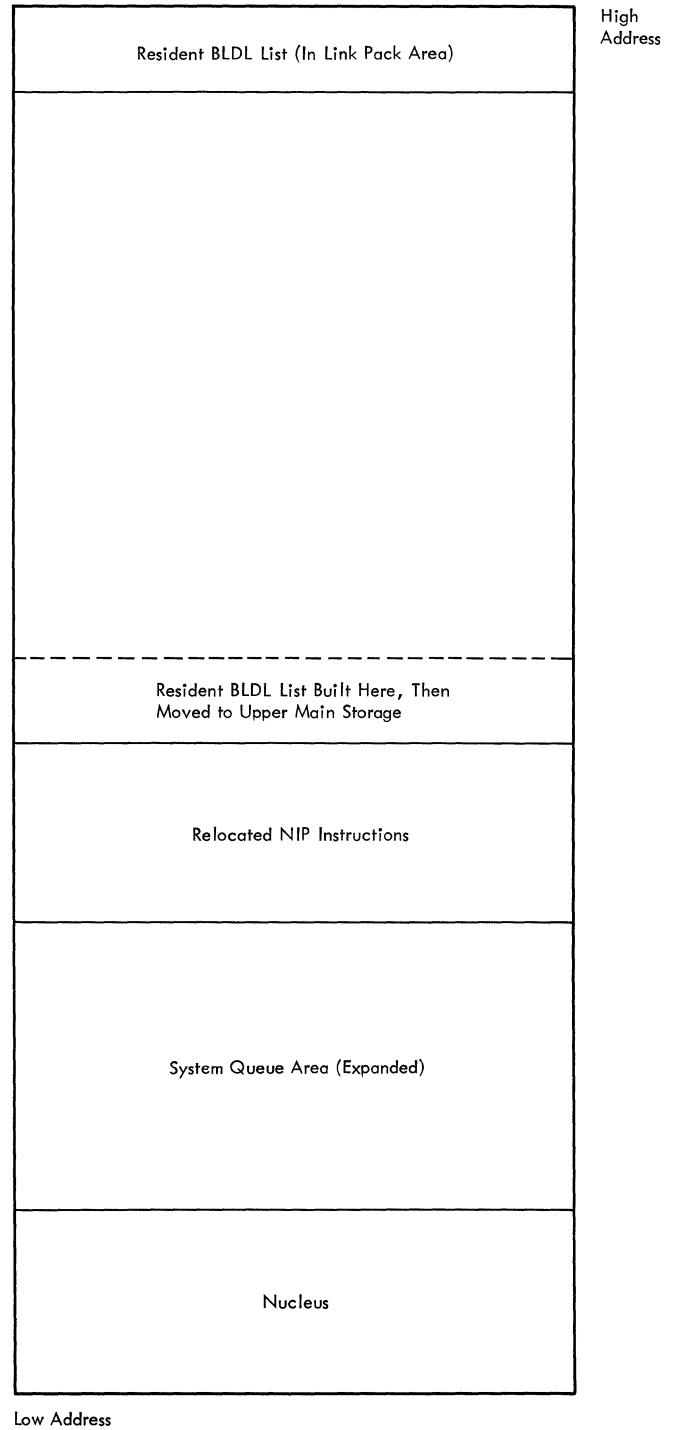 High
Address
Resident BLDL List (In Link Pack Area)
Resident BLDL List Built Here, Then
Moved to Upper Main Storage
Relocated NIP Instructions
System Queue Area (Expanded)
Nucleus
Low Address